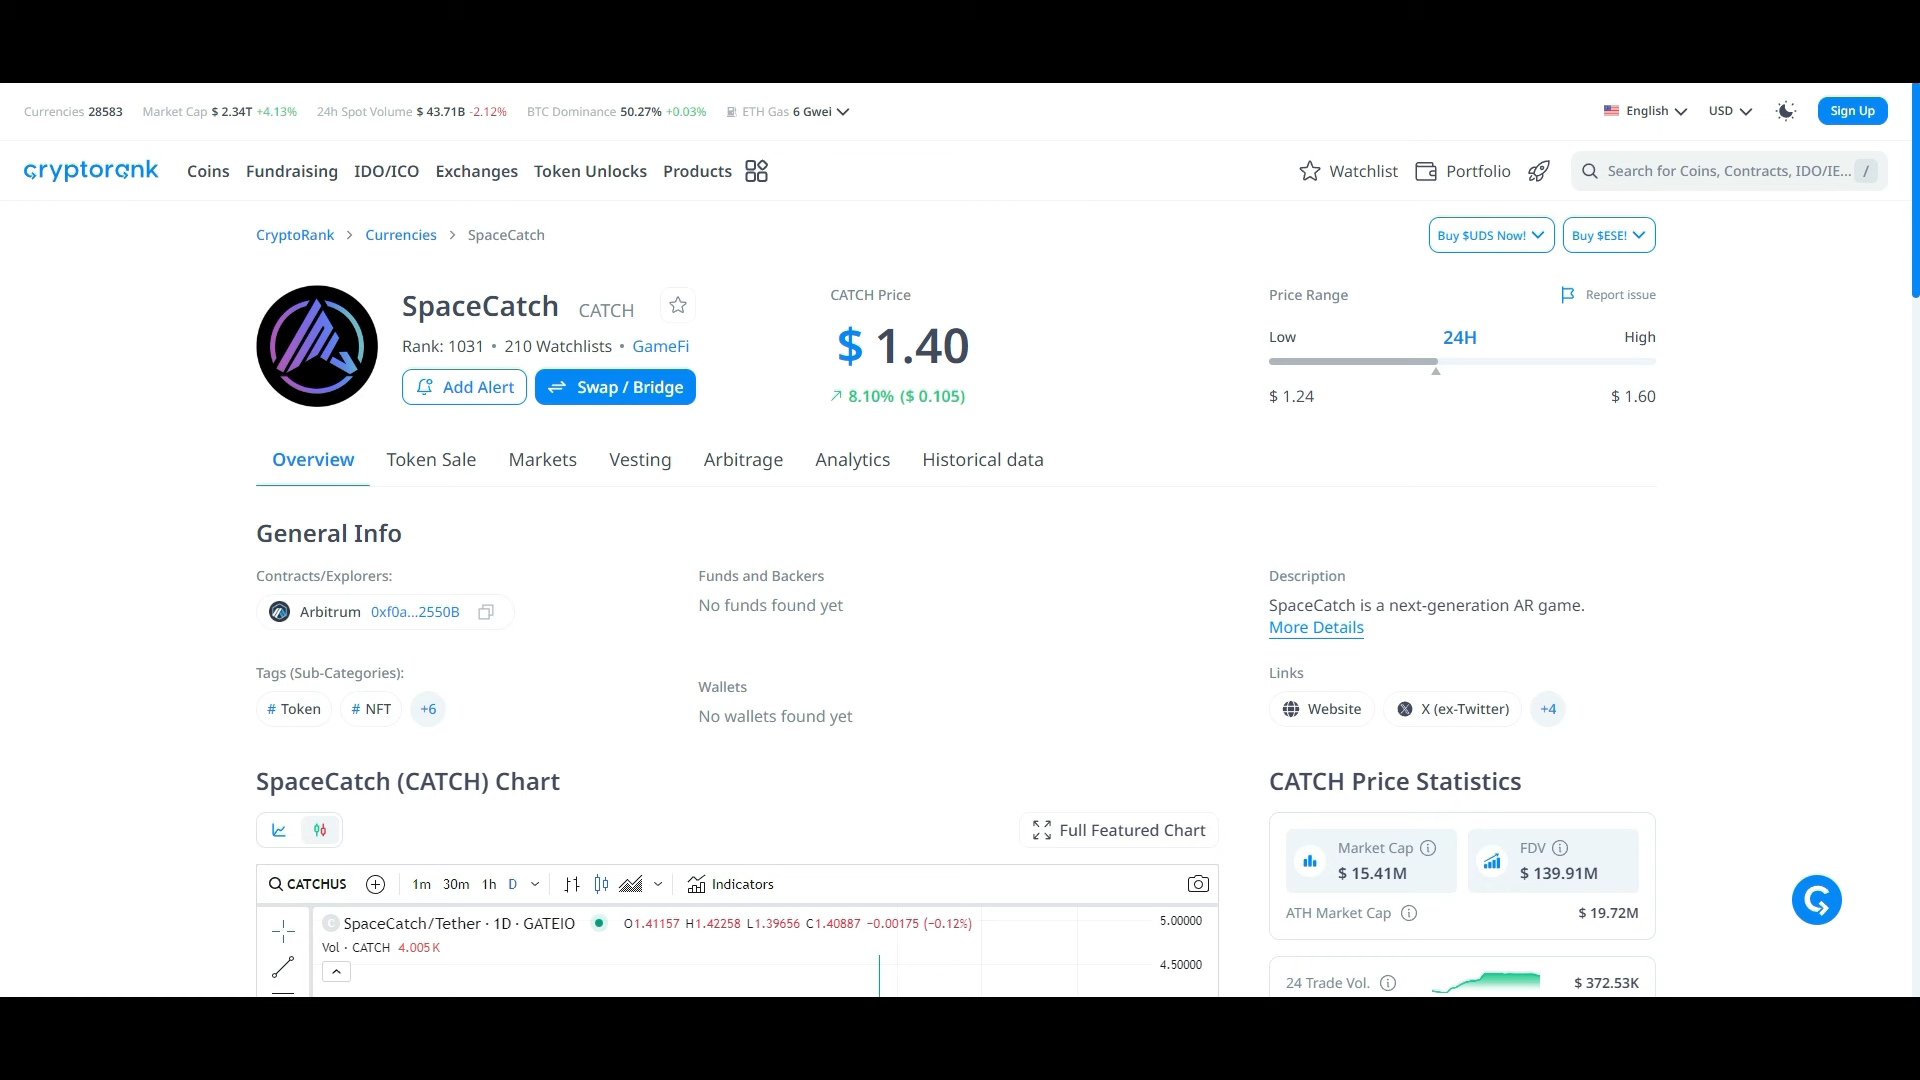 Currencies 28583 Market Cap $ 2.34T +4.13% 24h Spot Volume $ 43.71B -2.12% BTC Dominance 50.27% +0.03% ETH Gas 6 Gwei English USD Sign Up
cryptorank Coins Fundraising IDO/ICO Exchanges Token Unlocks Products Watchlist Portfolio Search for Coins, Contracts, IDO/IE... /
CryptoRank > Currencies > SpaceCatch Buy $UDS Now! Buy $ESE!
SpaceCatch CATCH
Rank: 1031 • 210 Watchlists • GameFi
Add Alert Swap / Bridge
CATCH Price
$ 1.40
8.10% ($ 0.105)
Price Range Report issue
Low 24H High
$ 1.24 $ 1.60
Overview Token Sale Markets Vesting Arbitrage Analytics Historical data
General Info
Contracts/Explorers:
Arbitrum 0xf0a...2550B
Tags (Sub-Categories):
# Token # NFT +6
Funds and Backers
No funds found yet
Wallets
No wallets found yet
Description
SpaceCatch is a next-generation AR game.
More Details
Links
Website X (ex-Twitter) +4
SpaceCatch (CATCH) Chart
Full Featured Chart
CATCHUS 1m 30m 1h D Indicators
C SpaceCatch/Tether · 1D · GATEIO O1.41157 H1.42258 L1.39656 C1.40887 −0.00175 (−0.12%)
Vol · CATCH 4.005K
5.00000
4.50000
CATCH Price Statistics
Market Cap
$ 15.41M
FDV
$ 139.91M
ATH Market Cap $ 19.72M
24 Trade Vol. $ 372.53K